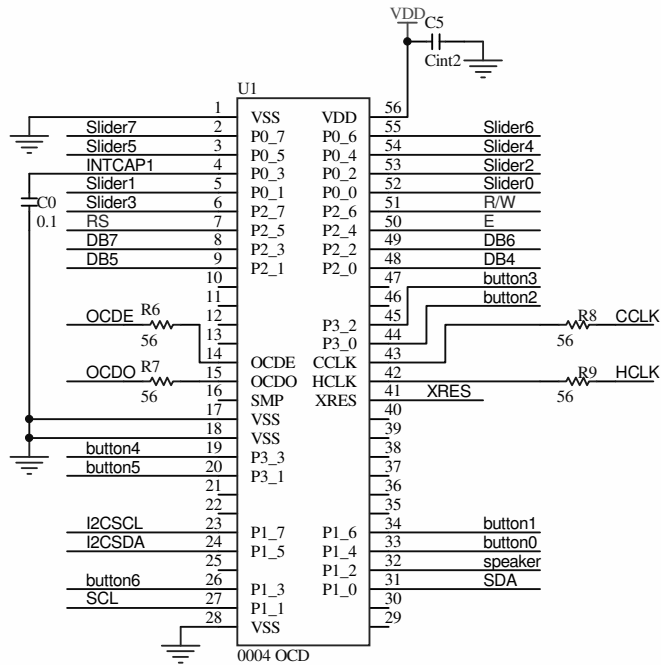 VDD
C5
Cint2
U1
1 VSS VDD 56
Slider7 2 P0_7 P0_6 55 Slider6
Slider5 3 P0_5 P0_4 54 Slider4
INTCAP1 4 P0_3 P0_2 53 Slider2
Slider1 5 P0_1 P0_0 52 Slider0
C0
0.1
Slider3 6 P2_7 P2_6 51 R/W
RS 7 P2_5 P2_4 50 E
DB7 8 P2_3 P2_2 49 DB6
DB5 9 P2_1 P2_0 48 DB4
10 47 button3
11 46 button2
OCDE R6 12 P3_2 45 R8 CCLK
56 13 P3_0 44 56
14 OCDE CCLK 43
OCDO R7 15 OCDO HCLK 42 R9 HCLK
56 16 SMP XRES 41 XRES 56
17 VSS 40
18 VSS 39
button4 19 P3_3 38
button5 20 P3_1 37
21 36
22 35
I2CSCL 23 P1_7 P1_6 34 button1
I2CSDA 24 P1_5 P1_4 33 button0
25 P1_2 32 speaker
button6 26 P1_3 P1_0 31 SDA
SCL 27 P1_1 30
28 VSS 29
0004 OCD